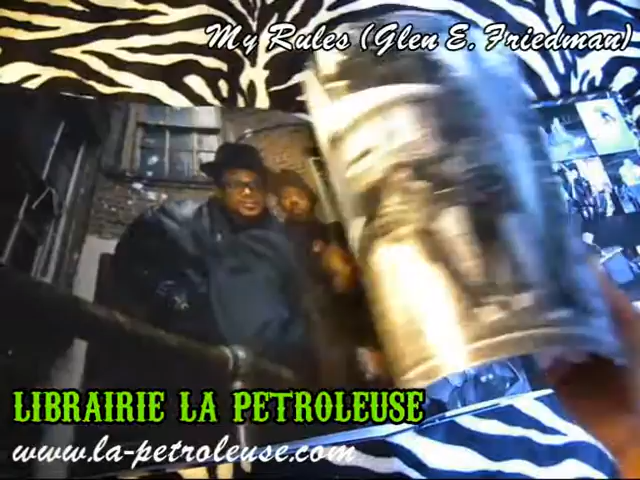 My Rules (Glen E. Friedman)
LIBRAIRIE LA PETROLEUSE
www.la-petroleuse.com